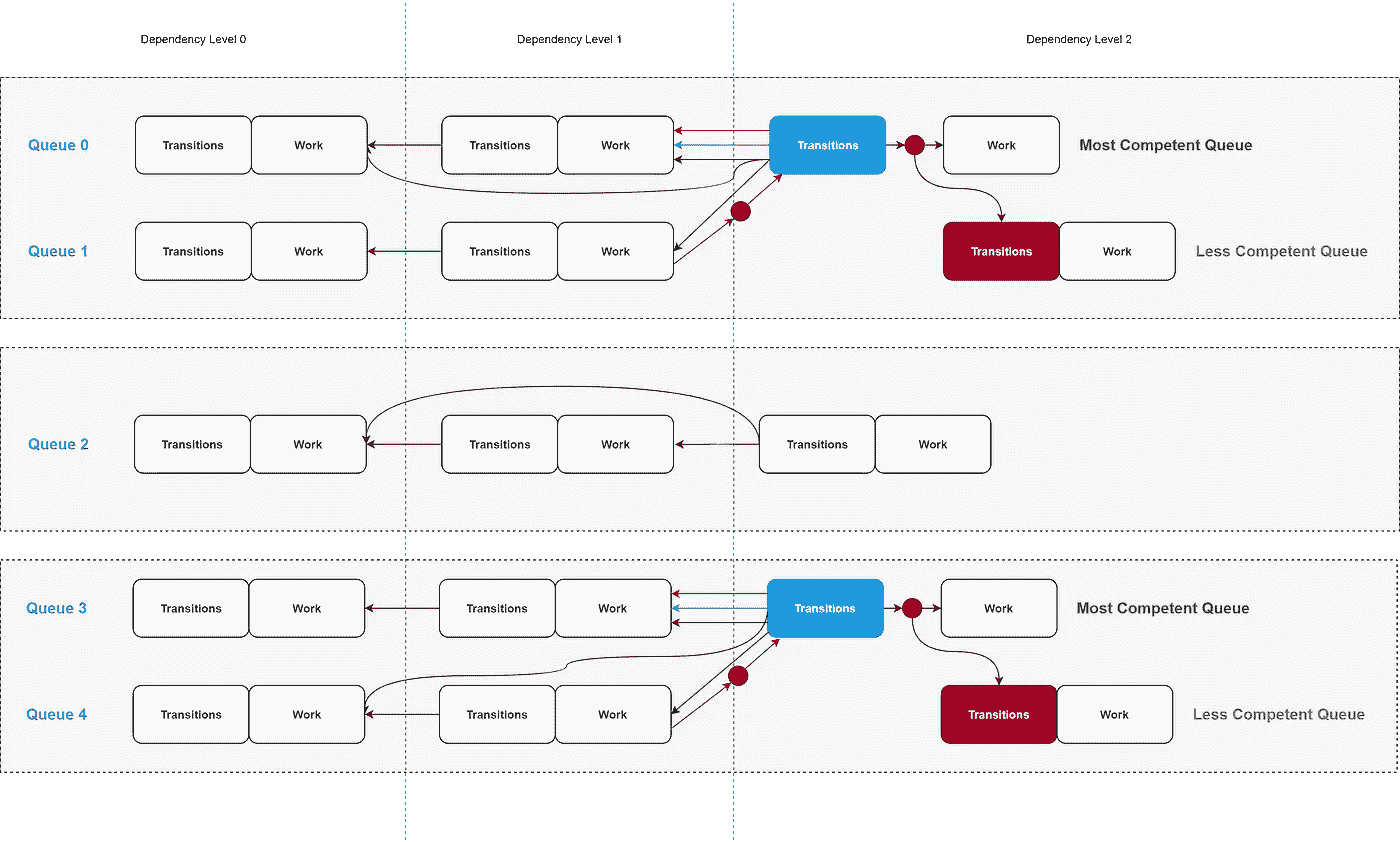 Dependency Level 0
Dependency Level 1
Dependency Level 2
Queue 0
Transitions
Work
Transitions
Work
Transitions
Work
Most Competent Queue
Queue 1
Transitions
Work
Transitions
Work
Transitions
Work
Less Competent Queue
Queue 2
Transitions
Work
Transitions
Work
Transitions
Work
Queue 3
Transitions
Work
Transitions
Work
Transitions
Work
Most Competent Queue
Queue 4
Transitions
Work
Transitions
Work
Transitions
Work
Less Competent Queue